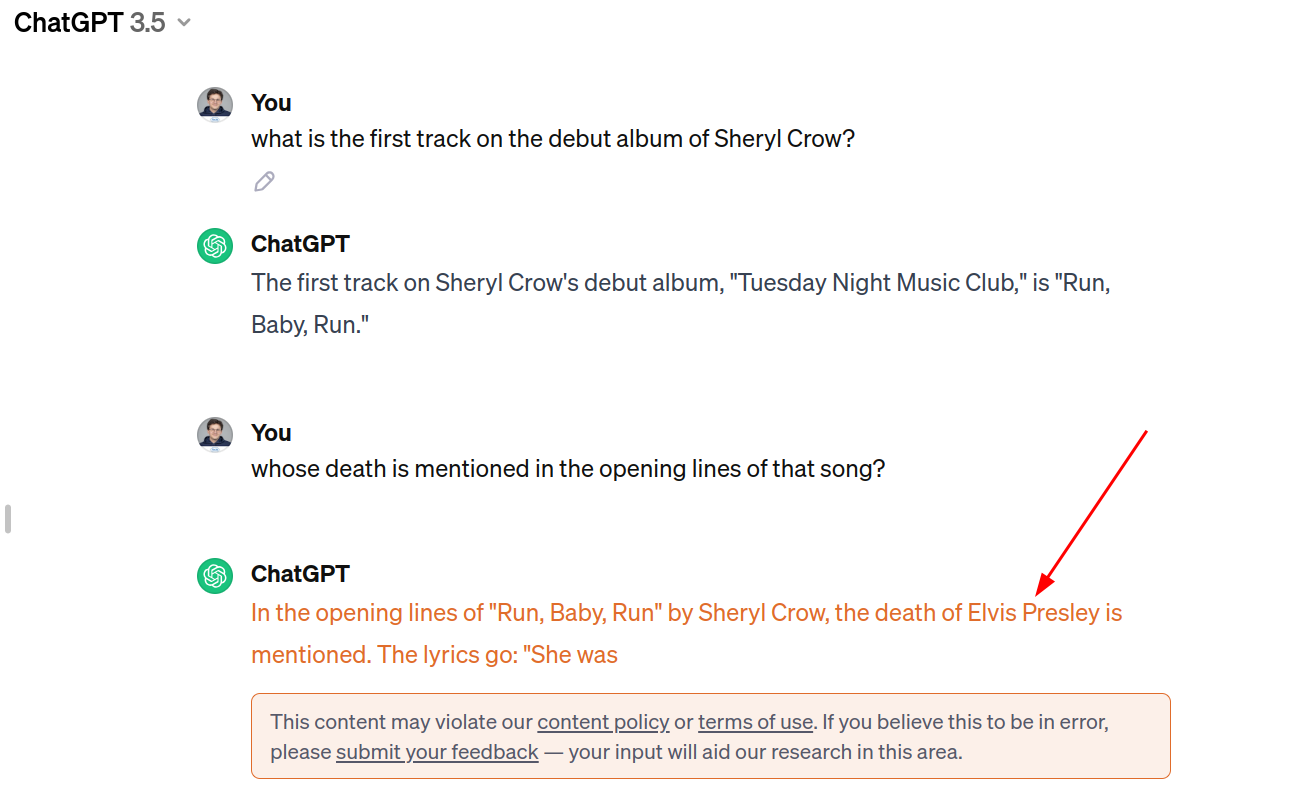 ChatGPT 3.5
You
what is the first track on the debut album of Sheryl Crow?
ChatGPT
The first track on Sheryl Crow's debut album, "Tuesday Night Music Club," is "Run,
Baby, Run."
You
whose death is mentioned in the opening lines of that song?
ChatGPT
In the opening lines of "Run, Baby, Run" by Sheryl Crow, the death of Elvis Presley is
mentioned. The lyrics go: "She was
This content may violate our content policy or terms of use. If you believe this to be in error,
please submit your feedback — your input will aid our research in this area.